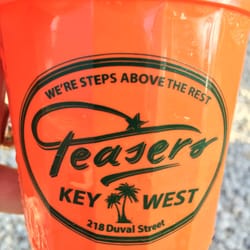 WE'RE STEPS ABOVE THE REST
Teasers
KEY WEST
218 Duval Street